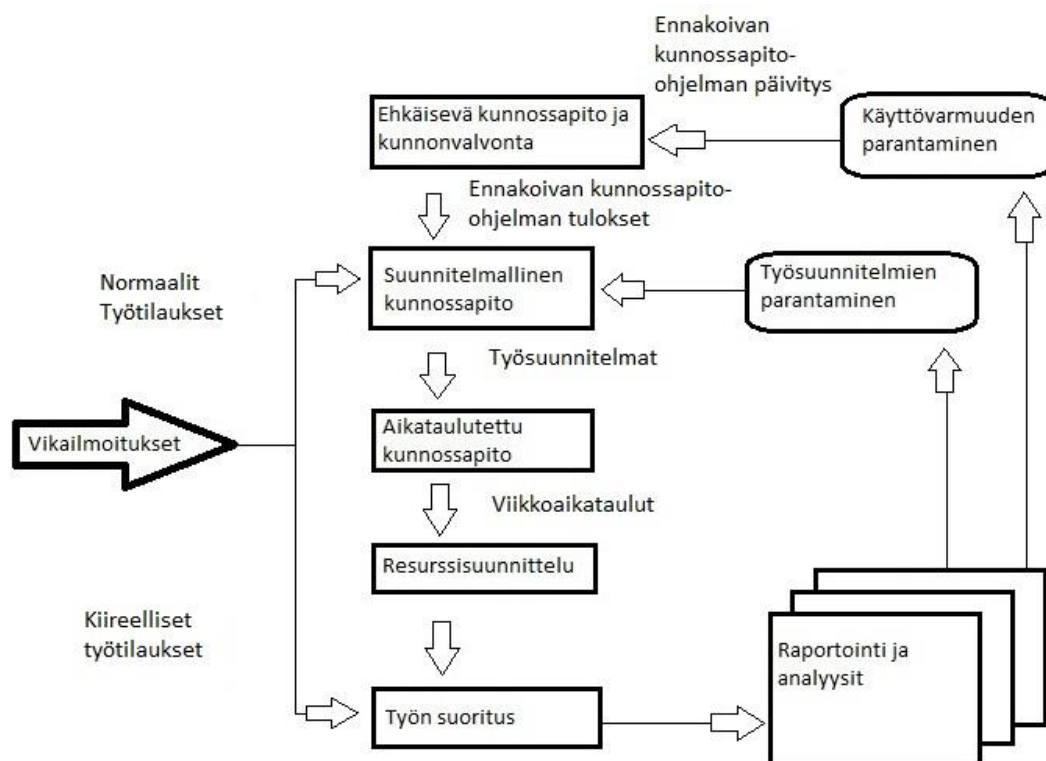 Ennakoivan
kunnossapito-
ohjelman päivitys
Ehkäisevä kunnossapito ja
kunnonvalvonta
Käyttövarmuuden
parantaminen
Ennakoivan kunnossapito-
ohjelman tulokset
Normaalit
Työtilaukset
Suunnitelmallinen
kunnossapito
Työsuunnitelmien
parantaminen
Työsuunnitelmat
Vikailmoitukset
Aikataulutettu
kunnossapito
Viikkoaikataulut
Resurssisuunnittelu
Kiireelliset
työtilaukset
Työn suoritus
Raportointi ja
analyysit